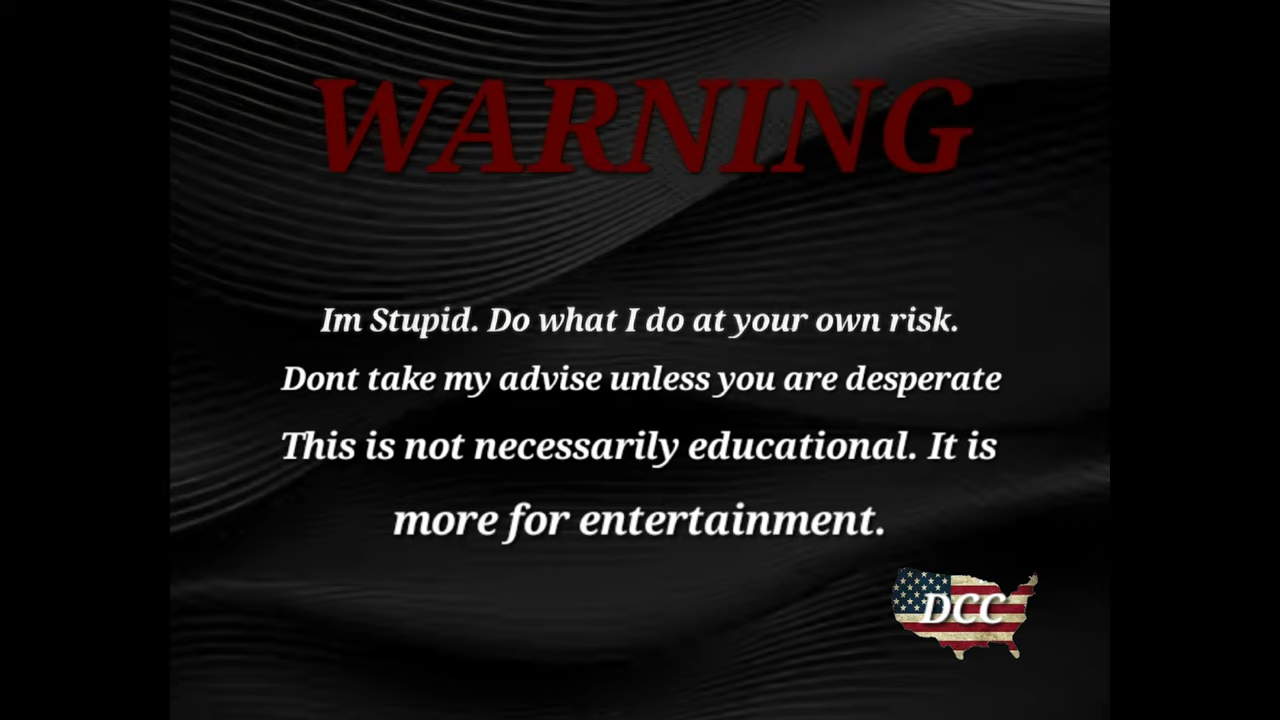 WARNING
Im Stupid. Do what I do at your own risk.
Dont take my advise unless you are desperate
This is not necessarily educational. It is
more for entertainment.
DCC